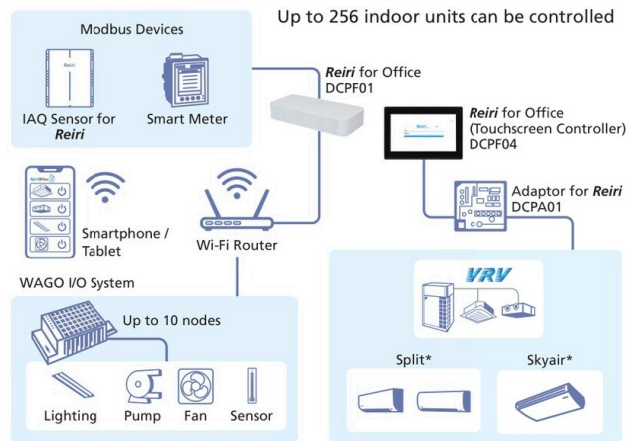 Up to 256 indoor units can be controlled
Modbus Devices
Reiri
IAQ Sensor for
Reiri
Smart Meter
Reiri for Office
DCPF01
Reiri for Office
(Touchscreen Controller)
DCPF04
Adaptor for Reiri
DCPA01
Smartphone /
Tablet
Wi-Fi Router
WAGO I/O System
Up to 10 nodes
Lighting
Pump
Fan
Sensor
VRV
Split*
Skyair*